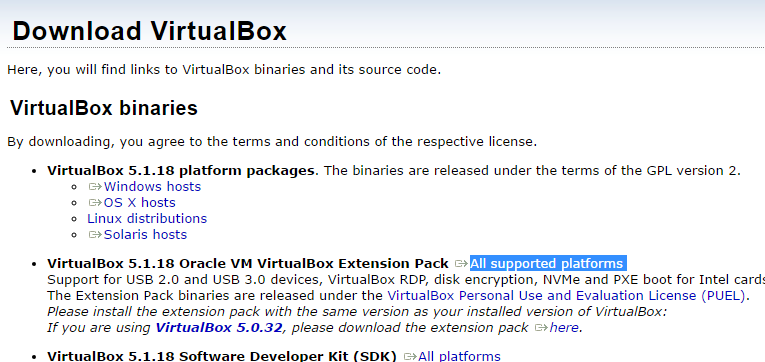 Download VirtualBox
Here, you will find links to VirtualBox binaries and its source code.
VirtualBox binaries
By downloading, you agree to the terms and conditions of the respective license.
VirtualBox 5.1.18 platform packages. The binaries are released under the terms of the GPL version 2.
Windows hosts
OS X hosts
Linux distributions
Solaris hosts
VirtualBox 5.1.18 Oracle VM VirtualBox Extension Pack All supported platforms
Support for USB 2.0 and USB 3.0 devices, VirtualBox RDP, disk encryption, NVMe and PXE boot for Intel cards
The Extension Pack binaries are released under the VirtualBox Personal Use and Evaluation License (PUEL).
Please install the extension pack with the same version as your installed version of VirtualBox:
If you are using VirtualBox 5.0.32, please download the extension pack here.
VirtualBox 5.1.18 Software Developer Kit (SDK) All platforms